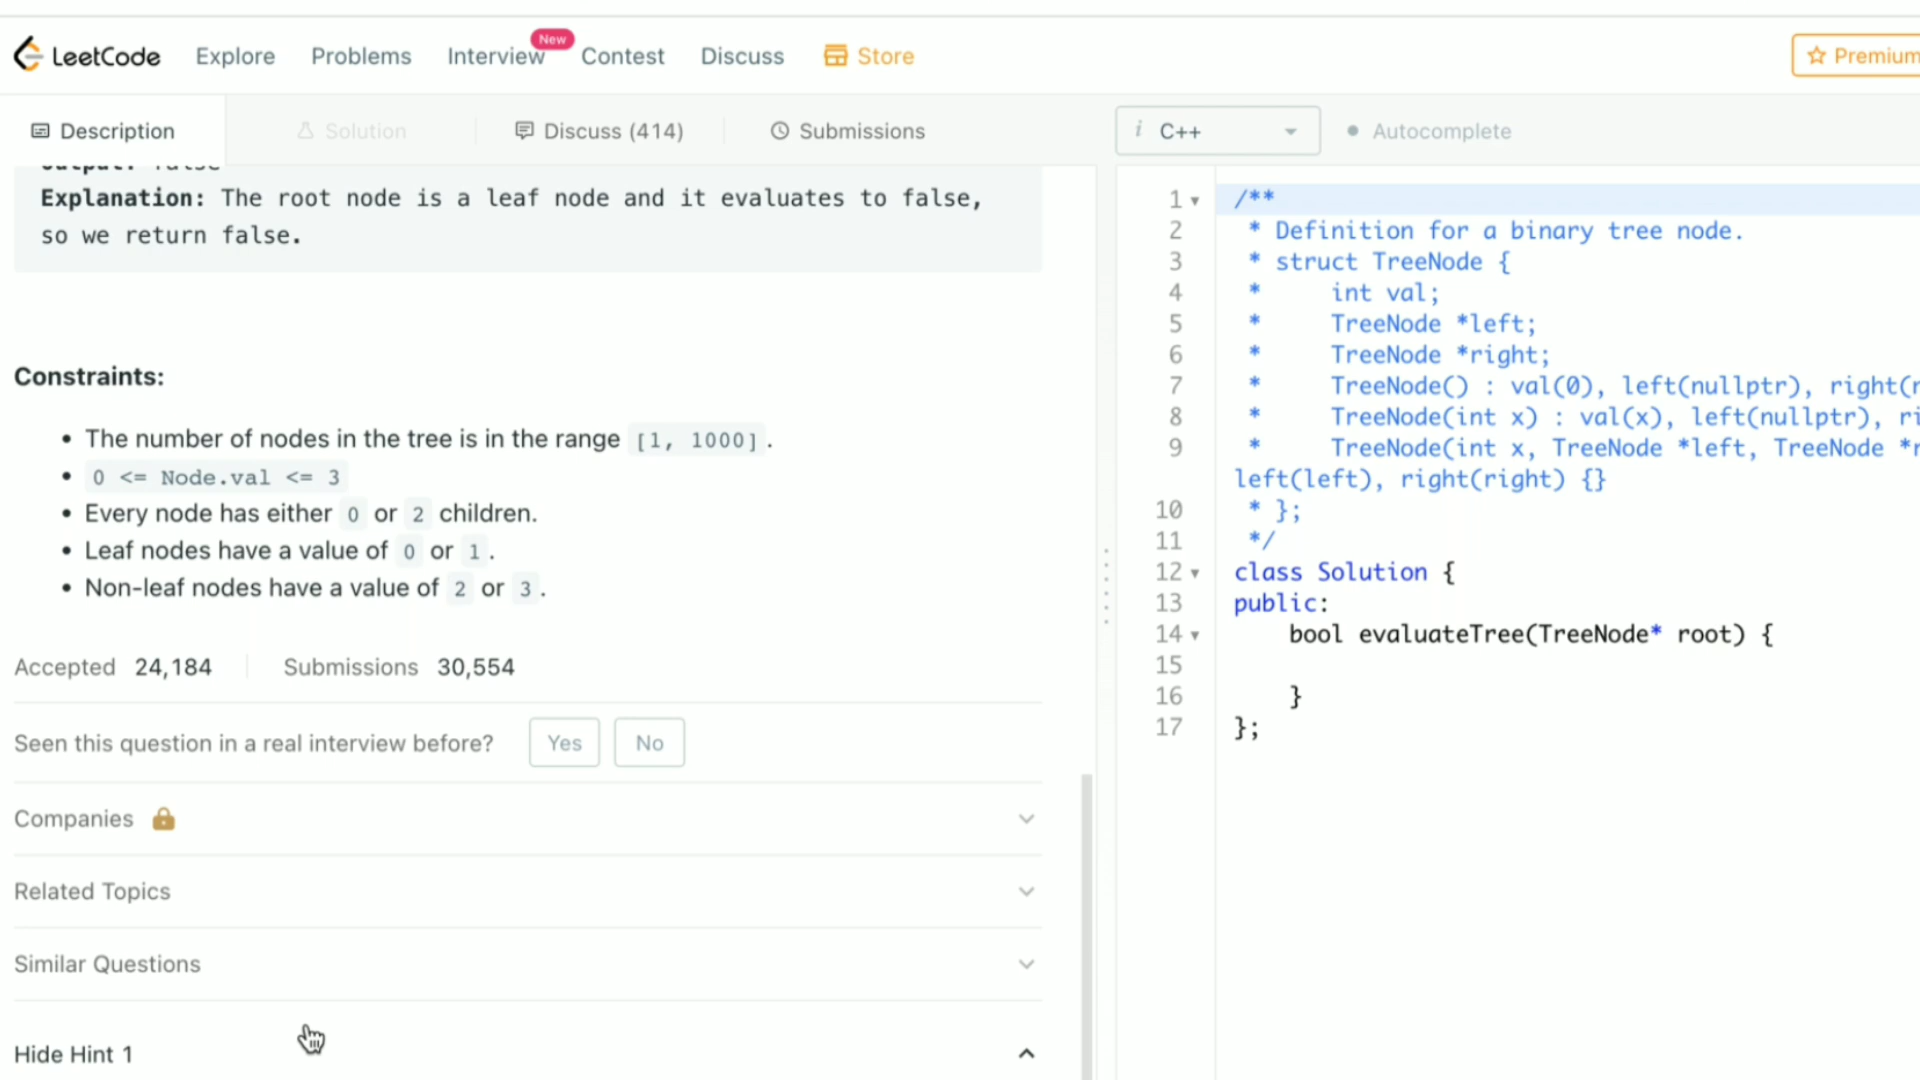 LeetCode Explore Problems Interview New Contest Discuss Store Premium
Description Solution Discuss (414) Submissions
i C++ Autocomplete
Output: false
Explanation: The root node is a leaf node and it evaluates to false,
so we return false.
Constraints:
• The number of nodes in the tree is in the range [1, 1000].
• 0 <= Node.val <= 3
• Every node has either 0 or 2 children.
• Leaf nodes have a value of 0 or 1.
• Non-leaf nodes have a value of 2 or 3.
Accepted 24,184 Submissions 30,554
Seen this question in a real interview before? Yes No
Companies
Related Topics
Similar Questions
Hide Hint 1
1 /**
2 * Definition for a binary tree node.
3 * struct TreeNode {
4 * int val;
5 * TreeNode *left;
6 * TreeNode *right;
7 * TreeNode() : val(0), left(nullptr), right(
8 * TreeNode(int x) : val(x), left(nullptr), ri
9 * TreeNode(int x, TreeNode *left, TreeNode *
left(left), right(right) {}
10 * };
11 */
12 class Solution {
13 public:
14 bool evaluateTree(TreeNode* root) {
15
16 }
17 };